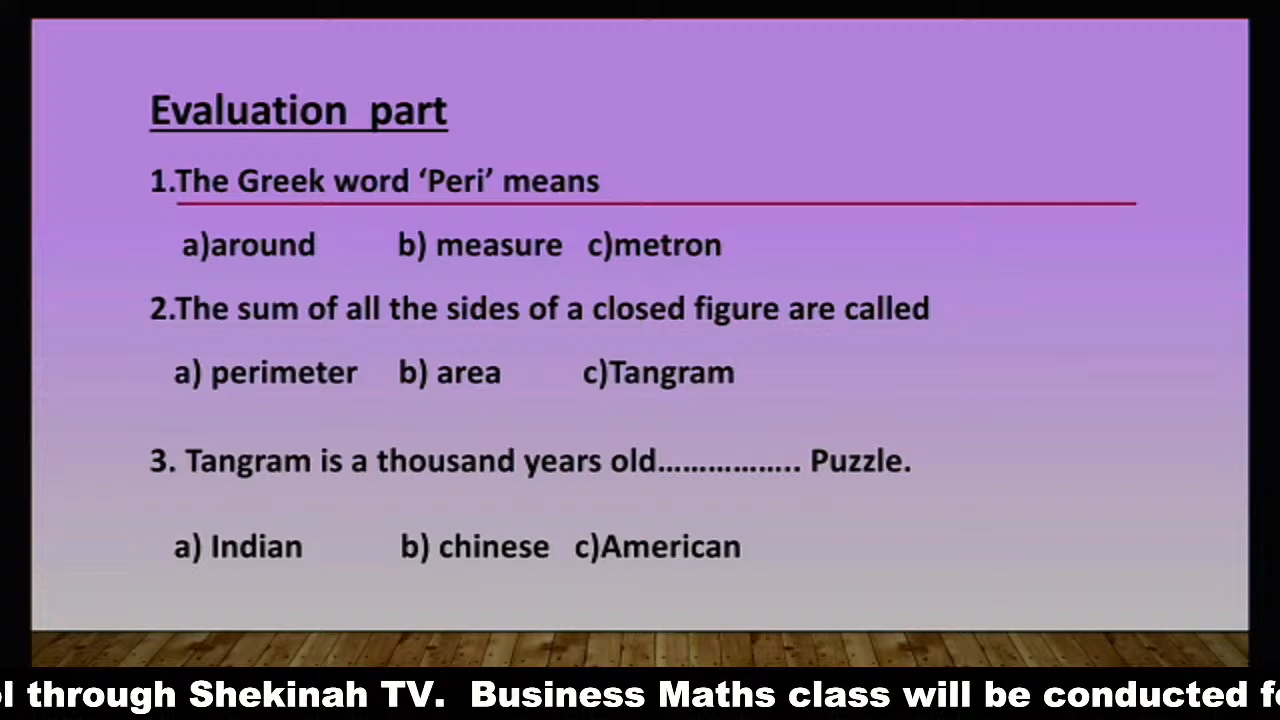 Evaluation part
1.The Greek word ‘Peri’ means
a)around b) measure c)metron
2.The sum of all the sides of a closed figure are called
a) perimeter b) area c)Tangram
3. Tangram is a thousand years old…………….. Puzzle.
a) Indian b) chinese c)American
through Shekinah TV. Business Maths class will be conducted